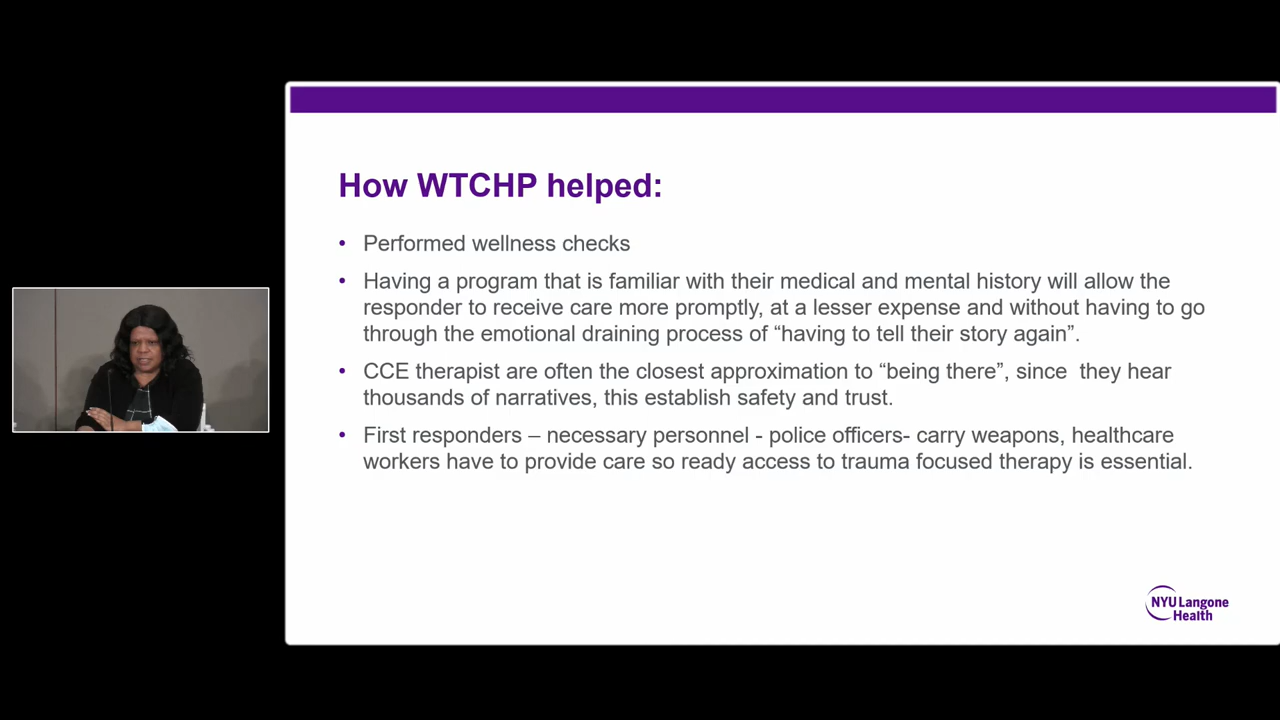 How WTCHP helped:
• Performed wellness checks
• Having a program that is familiar with their medical and mental history will allow the
responder to receive care more promptly, at a lesser expense and without having to go
through the emotional draining process of “having to tell their story again”.
• CCE therapist are often the closest approximation to “being there”, since  they hear
thousands of narratives, this establish safety and trust.
• First responders – necessary personnel - police officers- carry weapons, healthcare
workers have to provide care so ready access to trauma focused therapy is essential.
NYU Langone
Health